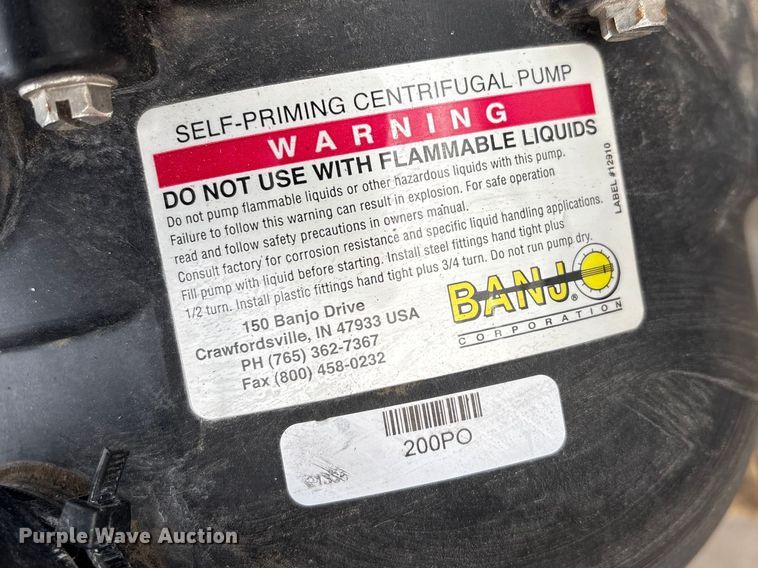 SELF-PRIMING CENTRIFUGAL PUMP
WARNING
DO NOT USE WITH FLAMMABLE LIQUIDS
Do not pump flammable liquids or other hazardous liquids with this pump.
Failure to follow this warning can result in explosion. For safe operation
read and follow safety precautions in owners manual.
Consult factory for corrosion resistance and specific liquid handling applications.
Fill pump with liquid before starting. Install steel fittings hand tight plus
1/2 turn. Install plastic fittings hand tight plus 3/4 turn. Do not run pump dry.
LABEL #12910
150 Banjo Drive
Crawfordsville, IN 47933 USA
PH (765) 362-7367
Fax (800) 458-0232
BANJO®
CORPORATION
200PO
Purple Wave Auction